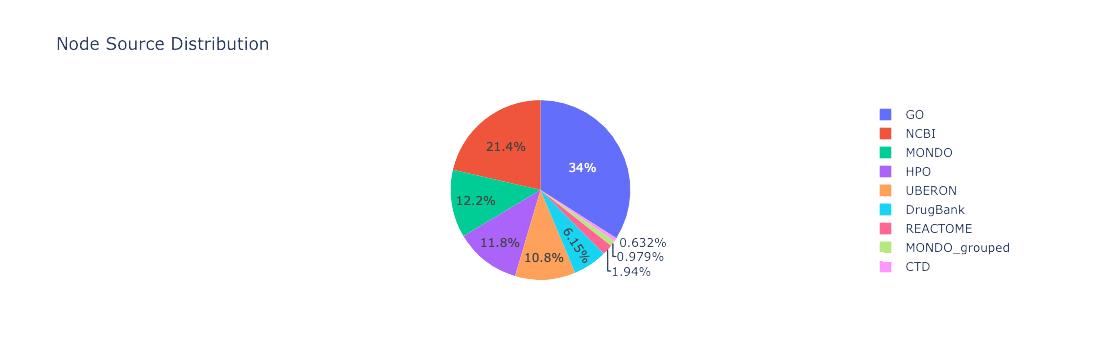 Node Source Distribution
34%
21.4%
12.2%
11.8%
10.8%
6.15%
1.94%
0.979%
0.632%
GO
NCBI
MONDO
HPO
UBERON
DrugBank
REACTOME
MONDO_grouped
CTD